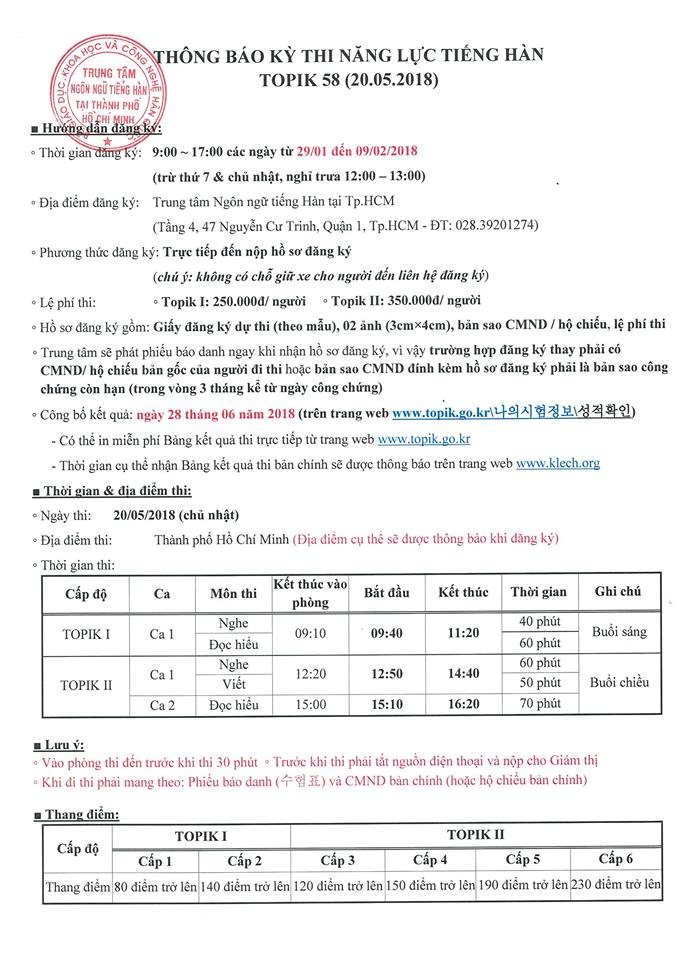 THÔNG BÁO KỲ THI NĂNG LỰC TIẾNG HÀN
TOPIK 58 (20.05.2018)
GIÁO DỤC, KHOA HỌC VÀ CÔNG NGHỆ HÀN QUỐC
TRUNG TÂM
NGÔN NGỮ TIẾNG HÀN
TẠI THÀNH PHỐ
HỒ CHÍ MINH
■ Hướng dẫn đăng ký:
◦ Thời gian đăng ký: 9:00 ~ 17:00 các ngày từ 29/01 đến 09/02/2018
(trừ thứ 7 & chủ nhật, nghỉ trưa 12:00 – 13:00)
◦ Địa điểm đăng ký: Trung tâm Ngôn ngữ tiếng Hàn tại Tp.HCM
(Tầng 4, 47 Nguyễn Cư Trinh, Quận 1, Tp.HCM - ĐT: 028.39201274)
◦ Phương thức đăng ký: Trực tiếp đến nộp hồ sơ đăng ký
(chú ý: không có chỗ giữ xe cho người đến liên hệ đăng ký)
◦ Lệ phí thi: ◦ Topik I: 250.000đ/ người ◦ Topik II: 350.000đ/ người
◦ Hồ sơ đăng ký gồm: Giấy đăng ký dự thi (theo mẫu), 02 ảnh (3cm×4cm), bản sao CMND / hộ chiếu, lệ phí thi
◦ Trung tâm sẽ phát phiếu báo danh ngay khi nhận hồ sơ đăng ký, vì vậy trường hợp đăng ký thay phải có
CMND/ hộ chiếu bản gốc của người đi thi hoặc bản sao CMND đính kèm hồ sơ đăng ký phải là bản sao công
chứng còn hạn (trong vòng 3 tháng kể từ ngày công chứng)
◦ Công bố kết quả: ngày 28 tháng 06 năm 2018 (trên trang web www.topik.go.kr\나의시험정보\성적확인)
- Có thể in miễn phí Bảng kết quả thi trực tiếp từ trang web www.topik.go.kr
- Thời gian cụ thể nhận Bảng kết quả thi bản chính sẽ được thông báo trên trang web www.klech.org
■ Thời gian & địa điểm thi:
◦ Ngày thi: 20/05/2018 (chủ nhật)
◦ Địa điểm thi: Thành phố Hồ Chí Minh (Địa điểm cụ thể sẽ được thông báo khi đăng ký)
◦ Thời gian thi:
Cấp độ Ca Môn thi Kết thúc vào phòng Bắt đầu Kết thúc Thời gian Ghi chú
TOPIK I Ca 1 Nghe 09:10 09:40 11:20 40 phút Buổi sáng
Đọc hiểu 60 phút
TOPIK II Ca 1 Nghe 12:20 12:50 14:40 60 phút Buổi chiều
Viết 50 phút
Ca 2 Đọc hiểu 15:00 15:10 16:20 70 phút
■ Lưu ý:
◦ Vào phòng thi đến trước khi thi 30 phút ◦ Trước khi thi phải tắt nguồn điện thoại và nộp cho Giám thị
◦ Khi đi thi phải mang theo: Phiếu báo danh (수험표) và CMND bản chính (hoặc hộ chiếu bản chính)
■ Thang điểm:
Cấp độ TOPIK I TOPIK II
Cấp 1 Cấp 2 Cấp 3 Cấp 4 Cấp 5 Cấp 6
Thang điểm 80 điểm trở lên 140 điểm trở lên 120 điểm trở lên 150 điểm trở lên 190 điểm trở lên 230 điểm trở lên